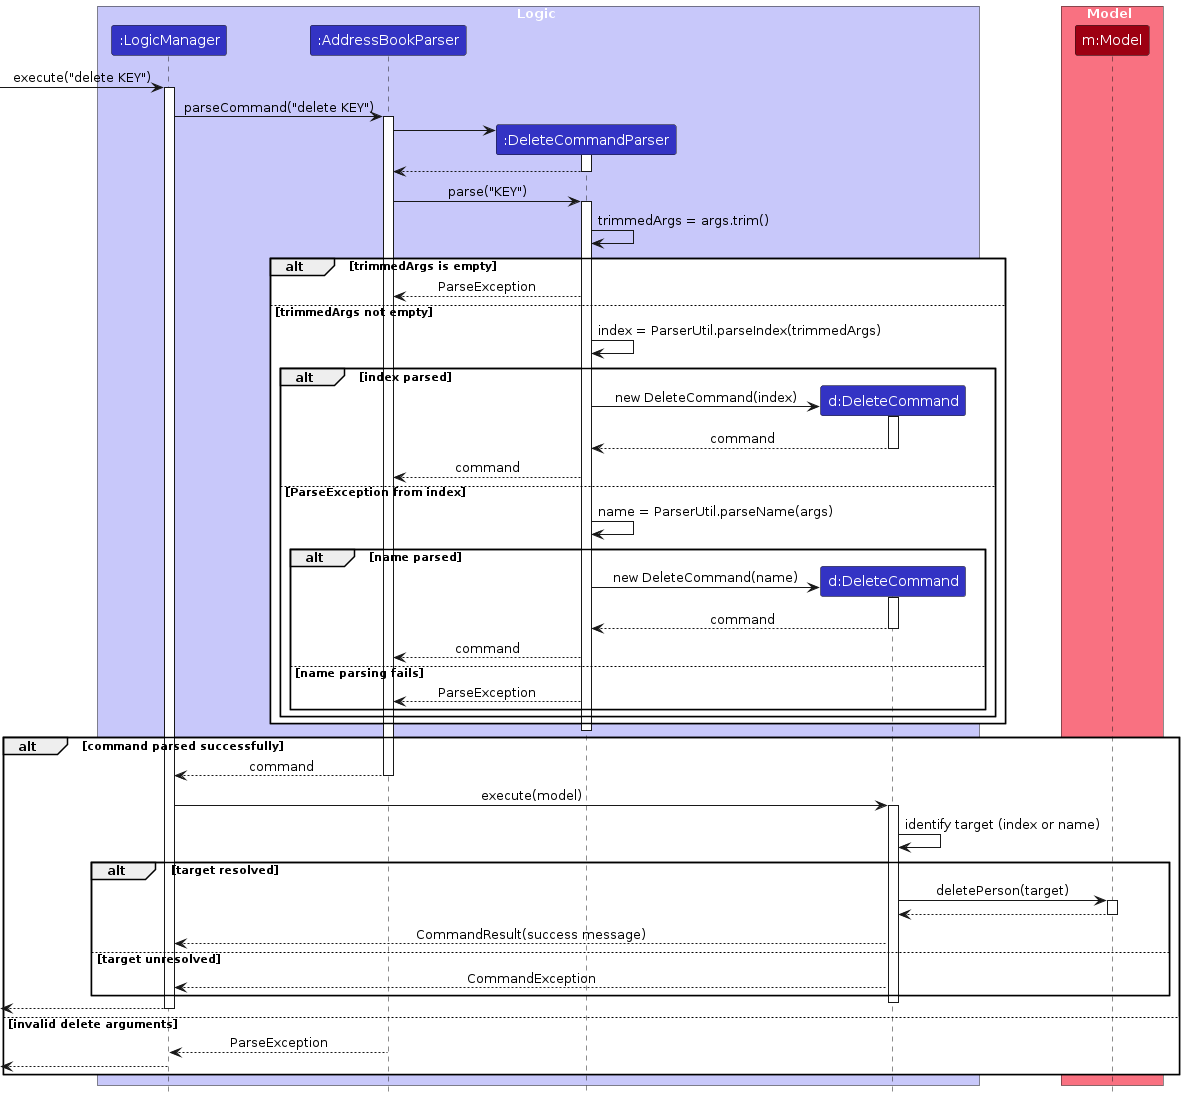 Logic
Model
:LogicManager
:AddressBookParser
m:Model
execute("delete KEY")
parseCommand("delete KEY")
:DeleteCommandParser
parse("KEY")
trimmedArgs = args.trim()
alt
[trimmedArgs is empty]
ParseException
[trimmedArgs not empty]
index = ParserUtil.parseIndex(trimmedArgs)
alt
[index parsed]
new DeleteCommand(index)
d:DeleteCommand
command
command
[ParseException from index]
name = ParserUtil.parseName(args)
alt
[name parsed]
new DeleteCommand(name)
d:DeleteCommand
command
command
[name parsing fails]
ParseException
alt
[command parsed successfully]
command
execute(model)
identify target (index or name)
alt
[target resolved]
deletePerson(target)
CommandResult(success message)
[target unresolved]
CommandException
[invalid delete arguments]
ParseException